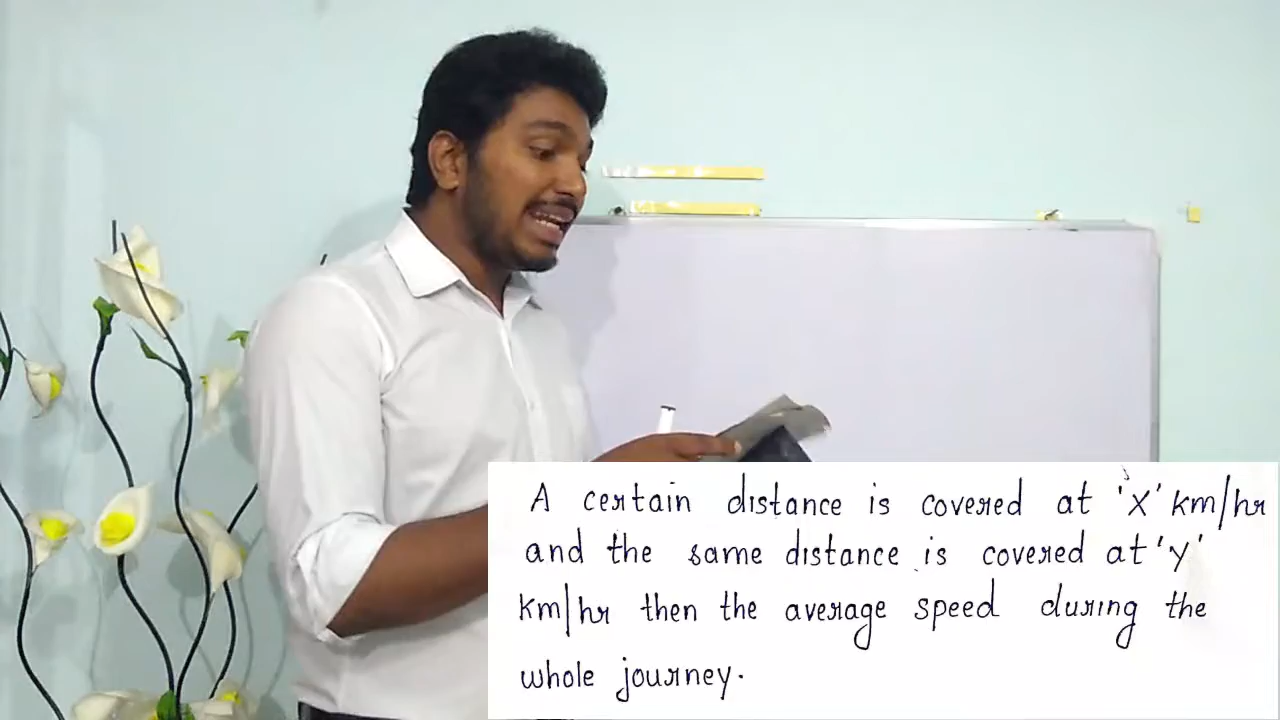 A certain distance is covered at 'x' km/hr
and the same distance is covered at 'y'
km/hr then the average speed during the
whole journey.